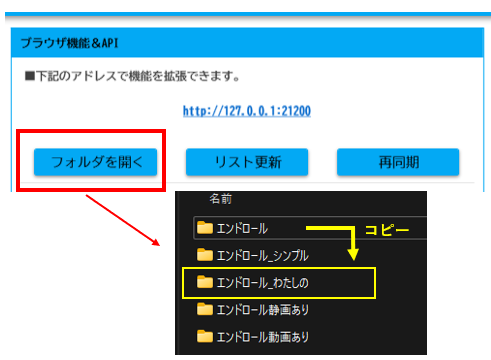 ブラウザ機能&API
■下記のアドレスで機能を拡張できます。
http://127.0.0.1:21200
フォルダを開く
リスト更新
再同期
名前
エンドロール
コピー
エンドロール_シンプル
エンドロール_わたしの
エンドロール静画あり
エンドロール動画あり